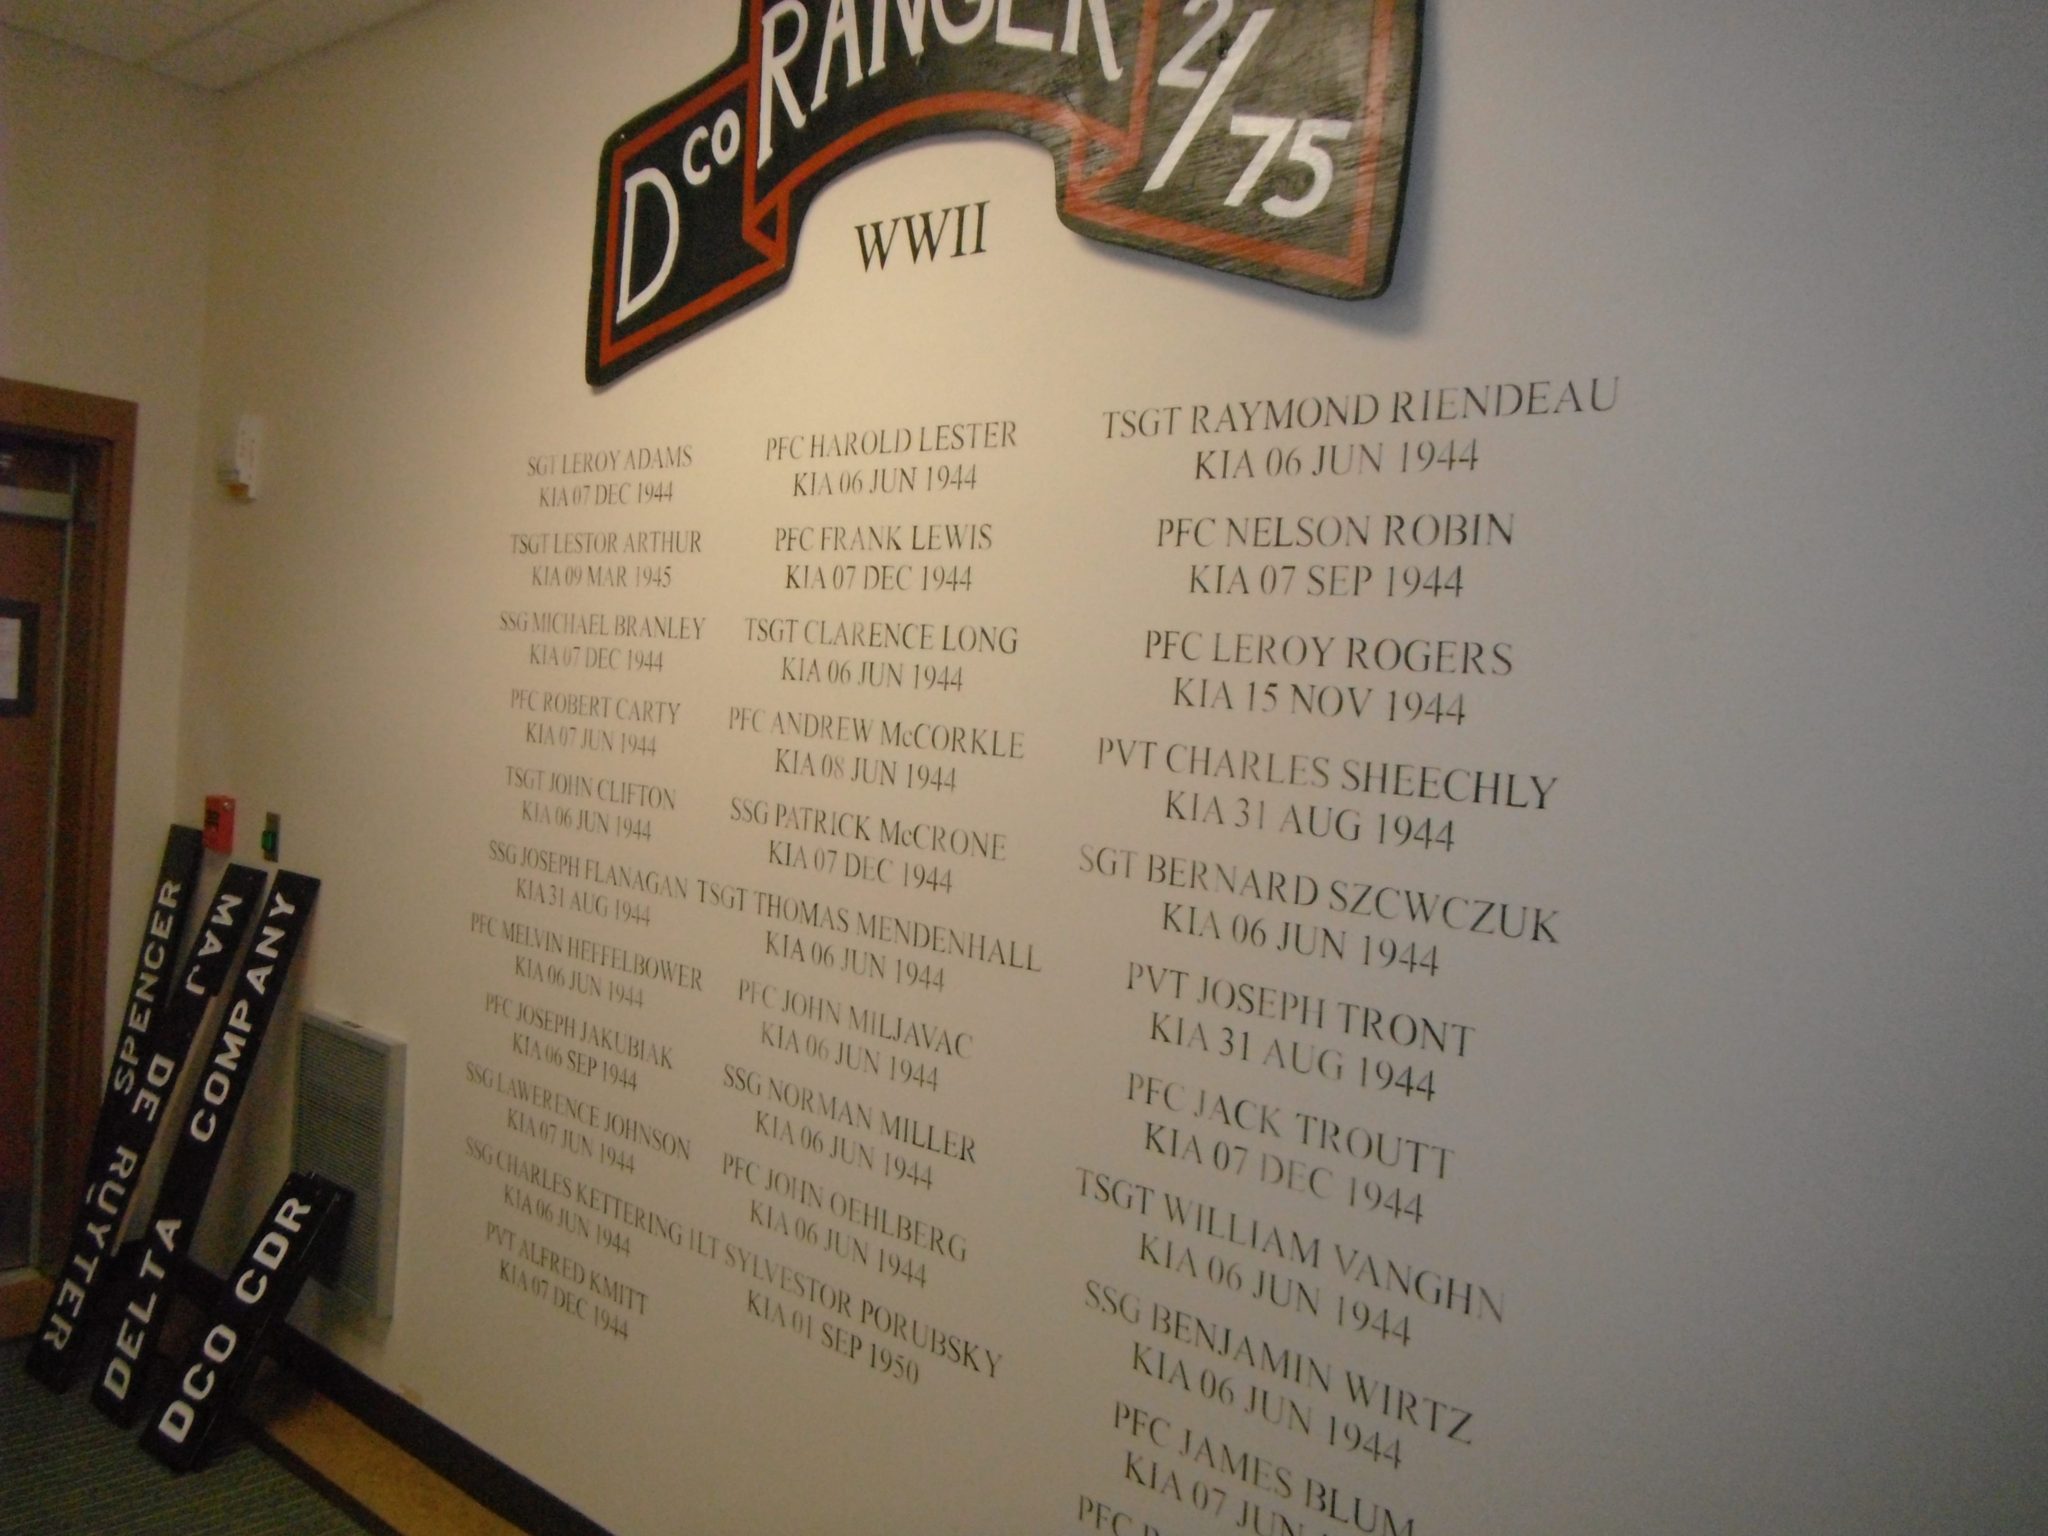 D CO RANGER 2/75
WWII
SGT LEROY ADAMS
KIA 07 DEC 1944
TSGT LESTOR ARTHUR
KIA 09 MAR 1945
SSG MICHAEL BRANLEY
KIA 07 DEC 1944
PFC ROBERT CARTY
KIA 07 JUN 1944
TSGT JOHN CLIFTON
KIA 06 JUN 1944
SSG JOSEPH FLANAGAN
KIA 31 AUG 1944
PFC MELVIN HEFFELBOWER
KIA 06 JUN 1944
PFC JOSEPH JAKUBIAK
KIA 06 SEP 1944
SSG LAWERENCE JOHNSON
KIA 07 JUN 1944
SSG CHARLES KETTERING
KIA 06 JUN 1944
PVT ALFRED KMITT
KIA 07 DEC 1944
PFC HAROLD LESTER
KIA 06 JUN 1944
PFC FRANK LEWIS
KIA 07 DEC 1944
TSGT CLARENCE LONG
KIA 06 JUN 1944
PFC ANDREW McCORKLE
KIA 08 JUN 1944
SSG PATRICK McCRONE
KIA 07 DEC 1944
TSGT THOMAS MENDENHALL
KIA 06 JUN 1944
PFC JOHN MILJAVAC
KIA 06 JUN 1944
SSG NORMAN MILLER
KIA 06 JUN 1944
PFC JOHN OEHLBERG
KIA 06 JUN 1944
1LT SYLVESTOR PORUBSKY
KIA 01 SEP 1950
TSGT RAYMOND RIENDEAU
KIA 06 JUN 1944
PFC NELSON ROBIN
KIA 07 SEP 1944
PFC LEROY ROGERS
KIA 15 NOV 1944
PVT CHARLES SHEECHLY
KIA 31 AUG 1944
SGT BERNARD SZCWCZUK
KIA 06 JUN 1944
PVT JOSEPH TRONT
KIA 31 AUG 1944
PFC JACK TROUTT
KIA 07 DEC 1944
TSGT WILLIAM VANGHN
KIA 06 JUN 1944
SSG BENJAMIN WIRTZ
KIA 06 JUN 1944
PFC JAMES BLUM
KIA 07 JUN
PFC
SPENCER
MAJ DE RUYTER
DELTA COMPANY
DCO CDR